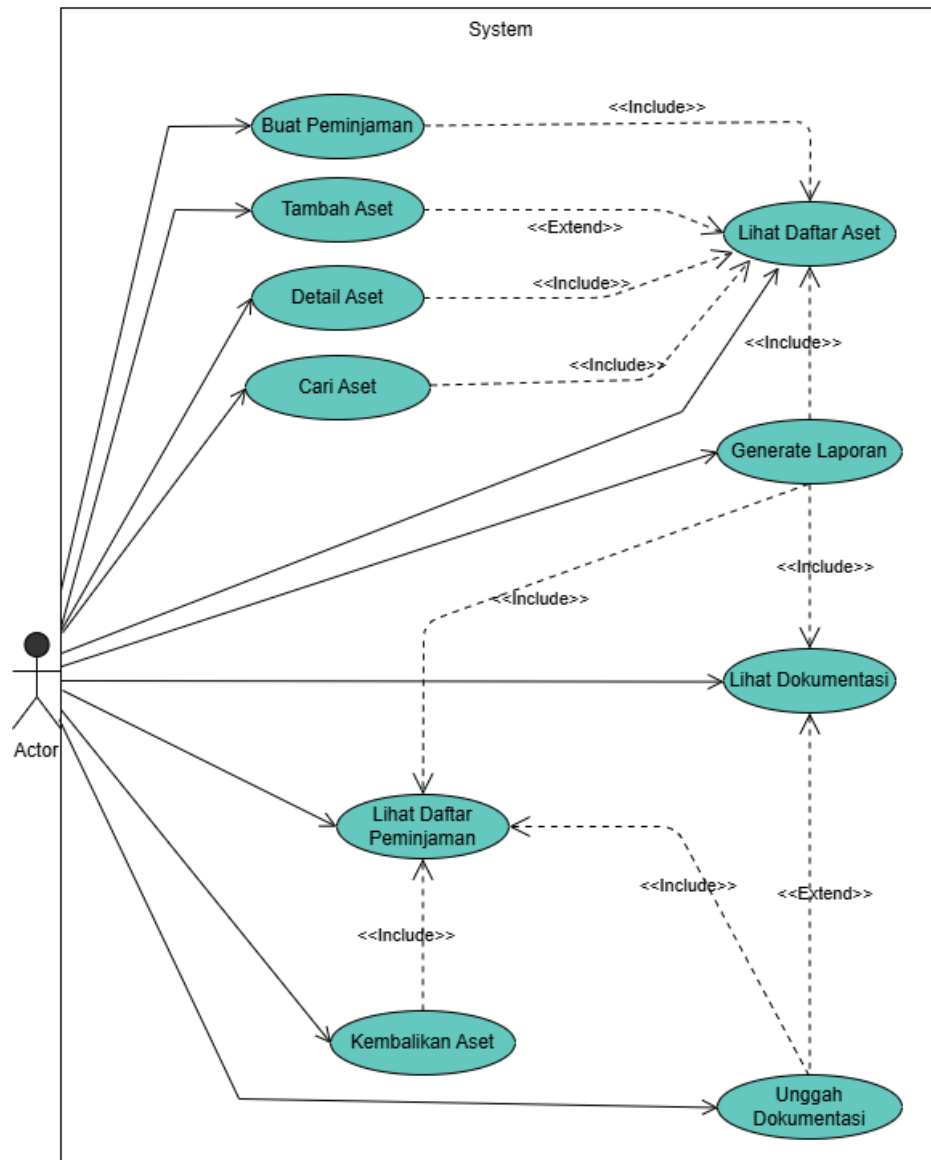 System
Buat Peminjaman
<<Include>>
Tambah Aset
<<Extend>>
Lihat Daftar Aset
Detail Aset
<<Include>>
Cari Aset
<<Include>>
<<Include>>
Generate Laporan
<<Include>>
<<Include>>
Lihat Dokumentasi
Actor
Lihat Daftar
Peminjaman
<<Include>>
<<Extend>>
<<Include>>
Kembalikan Aset
Unggah
Dokumentasi